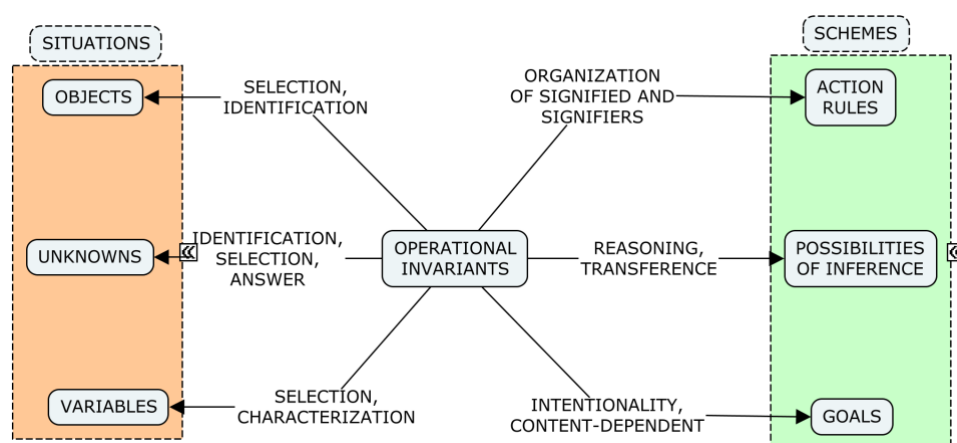 SITUATIONS
SCHEMES
OBJECTS
SELECTION,
IDENTIFICATION
ORGANIZATION
OF SIGNIFIED AND
SIGNIFIERS
ACTION
RULES
UNKNOWNS
IDENTIFICATION,
SELECTION,
ANSWER
OPERATIONAL
INVARIANTS
REASONING,
TRANSFERENCE
POSSIBILITIES
OF INFERENCE
VARIABLES
SELECTION,
CHARACTERIZATION
INTENTIONALITY,
CONTENT-DEPENDENT
GOALS